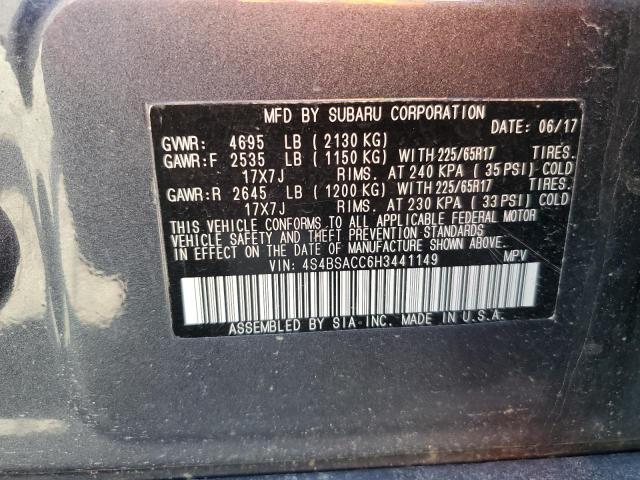 MFD BY SUBARU CORPORATION
DATE: 06/17
GVWR: 4695 LB (2130 KG)
GAWR:F 2535 LB (1150 KG) WITH 225/65R17 TIRES.
17X7J RIMS. AT 240 KPA ( 35 PSI) COLD
GAWR:R 2645 LB (1200 KG) WITH 225/65R17 TIRES.
17X7J RIMS. AT 230 KPA ( 33 PSI) COLD
THIS VEHICLE CONFORMS TO ALL APPLICABLE FEDERAL MOTOR
VEHICLE SAFETY AND THEFT PREVENTION STANDARDS
IN EFFECT ON THE DATE OF MANUFACTURE SHOWN ABOVE.
VIN: 4S4BSACC6H3441149 MPV
ASSEMBLED BY SIA INC. MADE IN U.S.A.